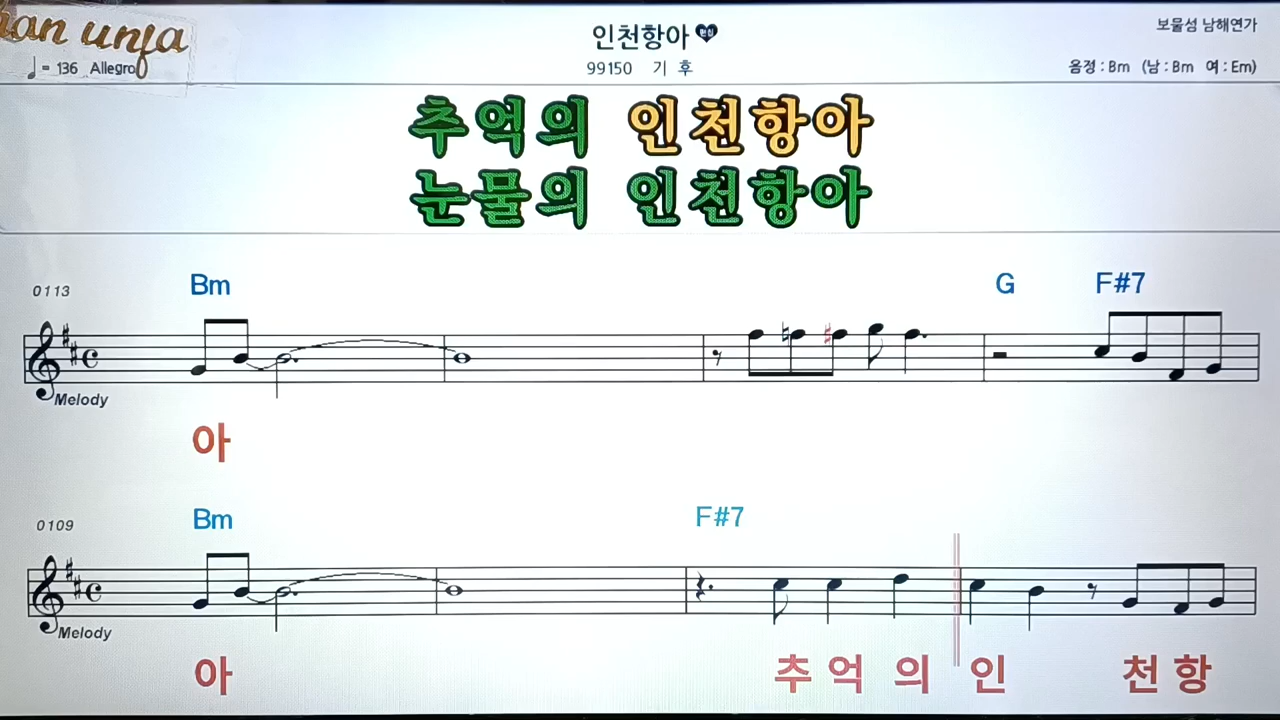 인천항아
보물섬 남해연가
♩= 136 Allegro
99150 기 후
음정 : Bm (남 : Bm 여 : Em)
추억의 인천항아
눈물의 인천항아
0113
Bm G F#7
Melody
아
0109
Bm F#7
Melody
아 추 억 의 인 천 항